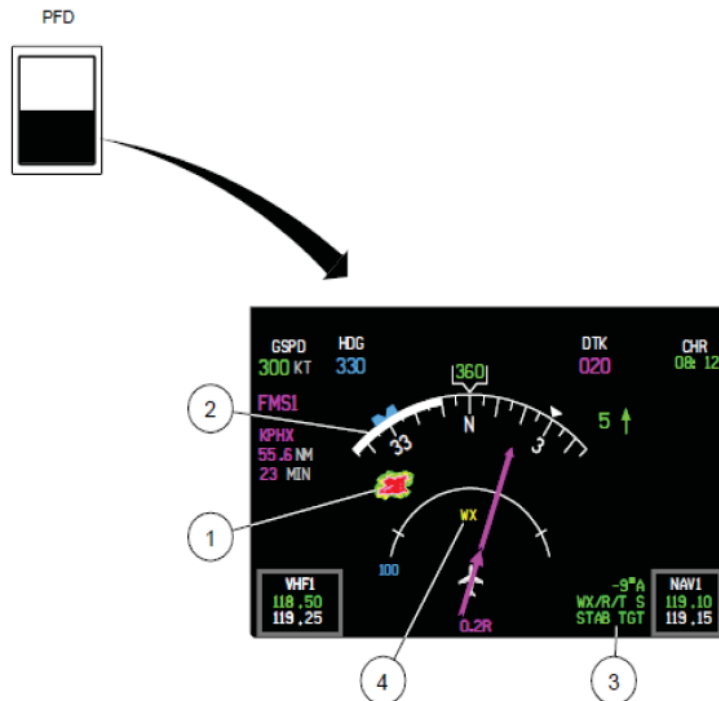 PFD
GSPD HDG DTK CHR
300 KT 330 360 020 08: 12
FMS1
KPHX
55.6 NM
23 MIN
33 N 3
5
WX
100
VHF1
118.50
119.25
0.2R
-9°A
WX/R/T S
STAB TGT
NAV1
119.10
119.15
1
2
3
4